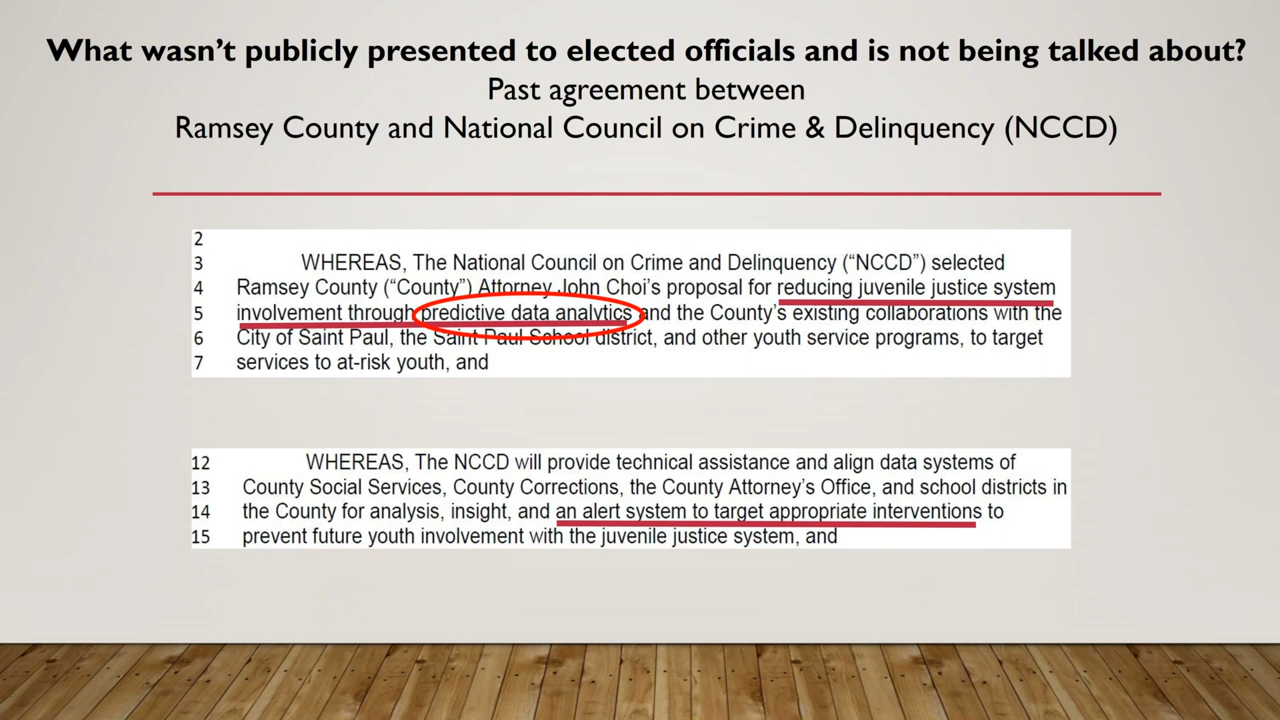 What wasn't publicly presented to elected officials and is not being talked about?
Past agreement between
Ramsey County and National Council on Crime & Delinquency (NCCD)
2
3 WHEREAS, The National Council on Crime and Delinquency ("NCCD") selected
4 Ramsey County ("County") Attorney John Choi's proposal for reducing juvenile justice system
5 involvement through predictive data analytics and the County's existing collaborations with the
6 City of Saint Paul, the Saint Paul School district, and other youth service programs, to target
7 services to at-risk youth, and
12 WHEREAS, The NCCD will provide technical assistance and align data systems of
13 County Social Services, County Corrections, the County Attorney's Office, and school districts in
14 the County for analysis, insight, and an alert system to target appropriate interventions to
15 prevent future youth involvement with the juvenile justice system, and